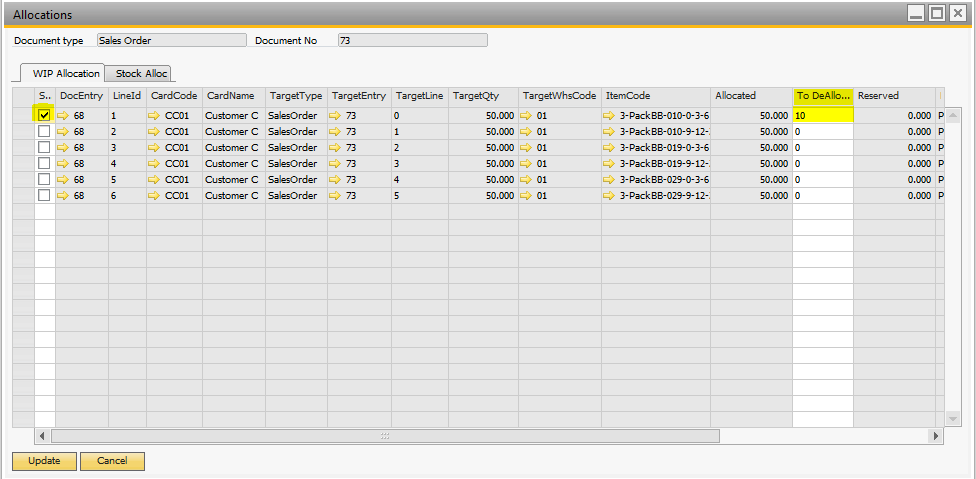 Allocations
Document type Sales Order Document No 73
WIP Allocation Stock Alloc
S.. DocEntry LineId CardCode CardName TargetType TargetEntry TargetLine TargetQty TargetWhsCode ItemCode Allocated To DeAllo... Reserved
68 1 CC01 Customer C SalesOrder 73 0 50.000 01 3-PackBB-010-0-3-6 50.000 10 0.000 P
68 2 CC01 Customer C SalesOrder 73 1 50.000 01 3-PackBB-010-9-12-: 50.000 0 0.000 P
68 3 CC01 Customer C SalesOrder 73 2 50.000 01 3-PackBB-019-0-3-6 50.000 0 0.000 P
68 4 CC01 Customer C SalesOrder 73 3 50.000 01 3-PackBB-019-9-12-: 50.000 0 0.000 P
68 5 CC01 Customer C SalesOrder 73 4 50.000 01 3-PackBB-029-0-3-6 50.000 0 0.000 P
68 6 CC01 Customer C SalesOrder 73 5 50.000 01 3-PackBB-029-9-12-: 50.000 0 0.000 P
Update Cancel